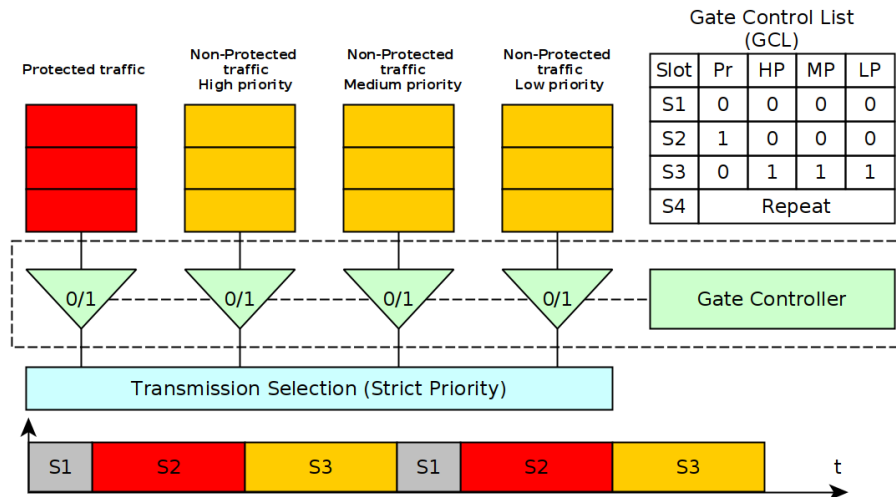 Gate Control List
(GCL)
Protected traffic
Non-Protected
traffic
High priority
Non-Protected
traffic
Medium priority
Non-Protected
traffic
Low priority
Slot Pr HP MP LP
S1 0 0 0 0
S2 1 0 0 0
S3 0 1 1 1
S4 Repeat
0/1 0/1 0/1 0/1 Gate Controller
Transmission Selection (Strict Priority)
S1 S2 S3 S1 S2 S3 t